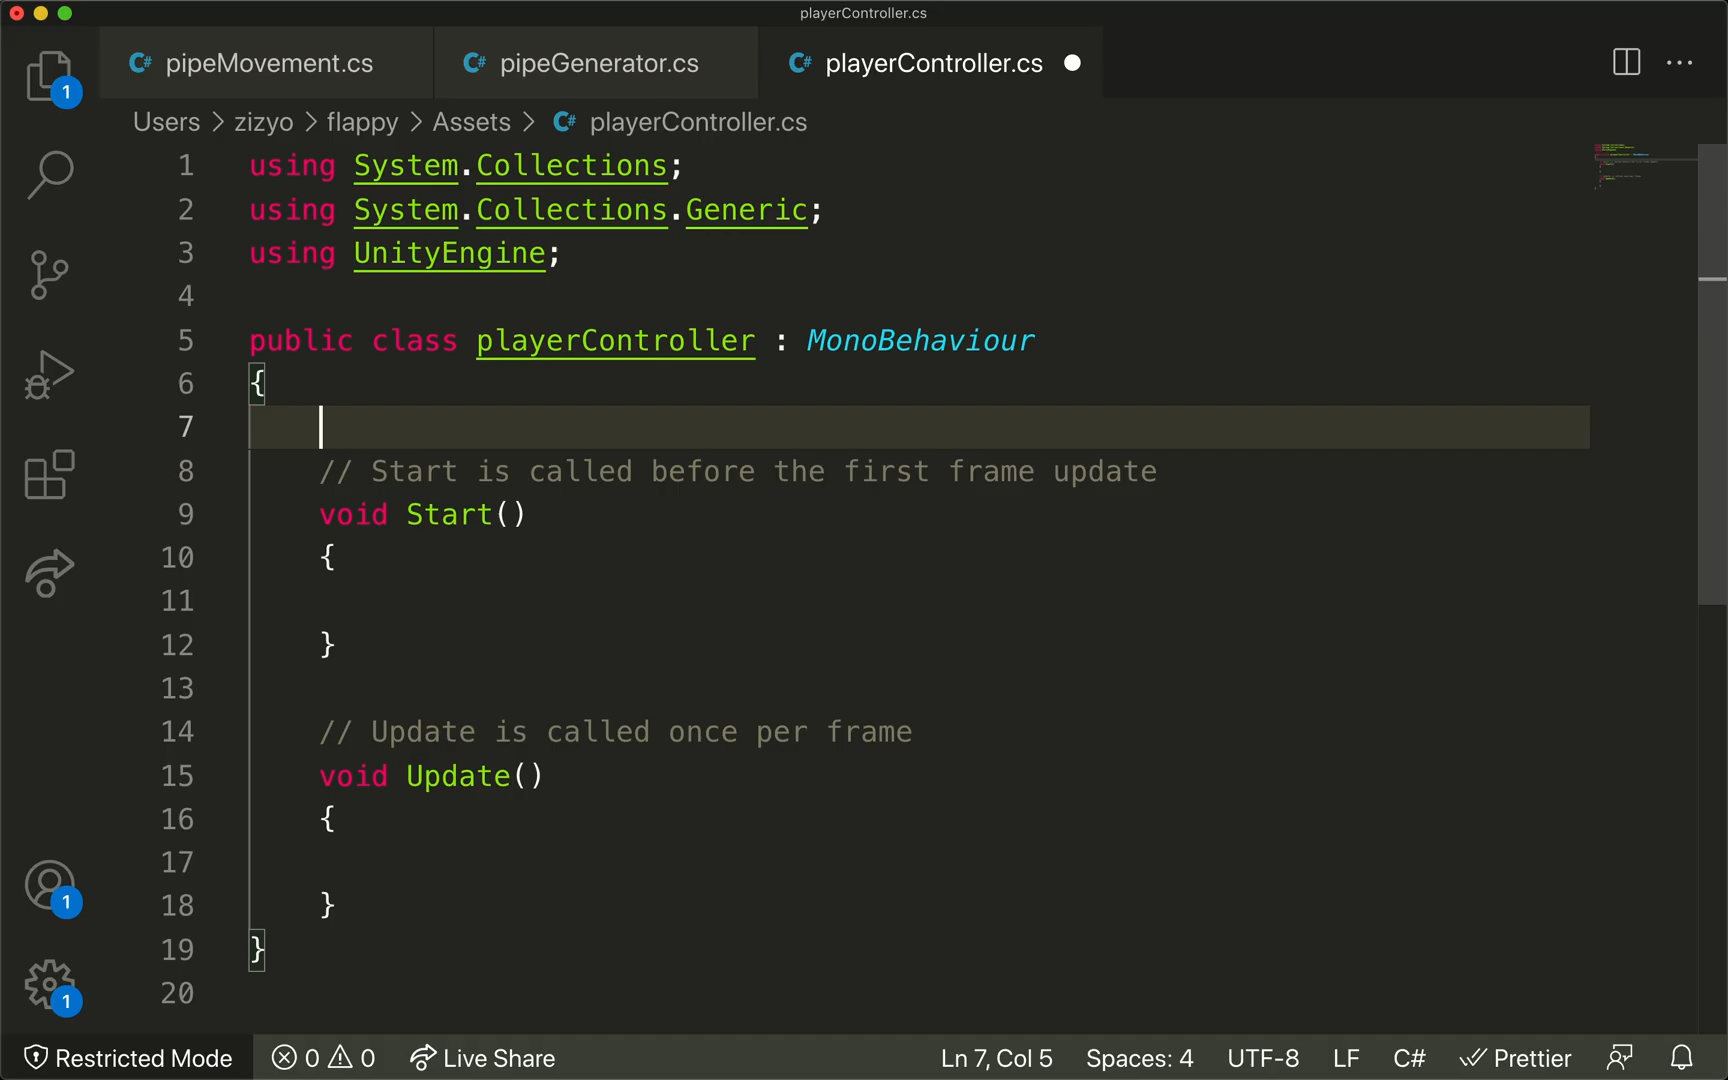 playerController.cs
C# pipeMovement.cs
C# pipeGenerator.cs
C# playerController.cs
Users > zizyo > flappy > Assets > C# playerController.cs
1 using System.Collections;
2 using System.Collections.Generic;
3 using UnityEngine;
4
5 public class playerController : MonoBehaviour
6 {
7
8 // Start is called before the first frame update
9 void Start()
10 {
11
12 }
13
14 // Update is called once per frame
15 void Update()
16 {
17
18 }
19 }
20
1
1
1
Restricted Mode 0 0 Live Share Ln 7, Col 5 Spaces: 4 UTF-8 LF C# Prettier